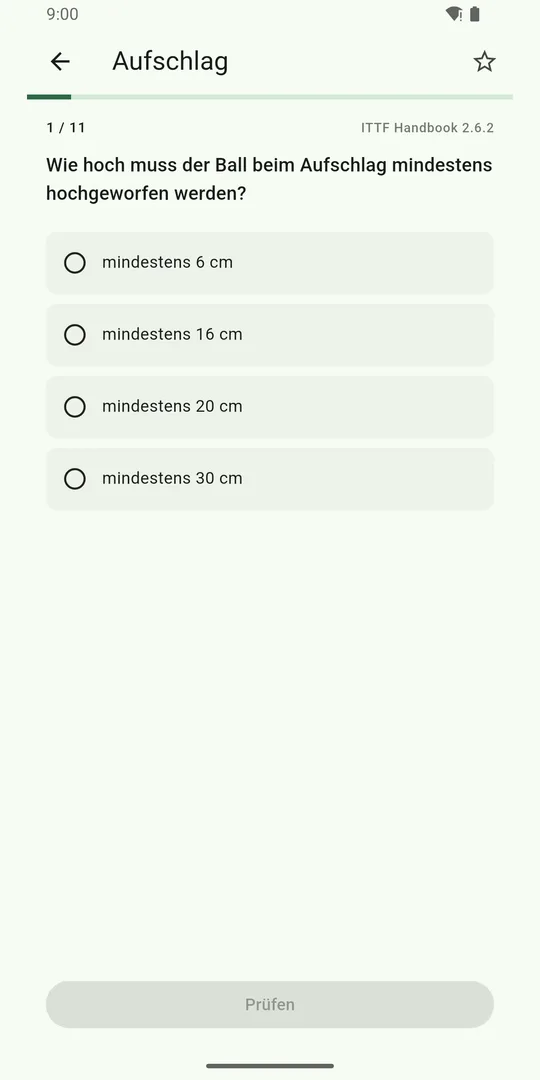 9:00
Aufschlag
1 / 11
ITTF Handbook 2.6.2
Wie hoch muss der Ball beim Aufschlag mindestens
hochgeworfen werden?
mindestens 6 cm
mindestens 16 cm
mindestens 20 cm
mindestens 30 cm
Prüfen